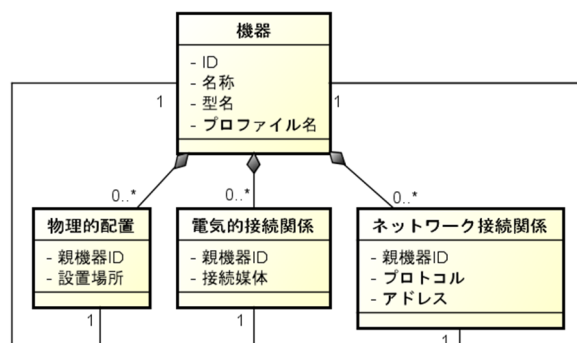 機器
- ID
- 名称
- 型名
- プロファイル名
1
1
0..*
0..*
0..*
物理的配置
- 親機器ID
- 設置場所
電気的接続関係
- 親機器ID
- 接続媒体
ネットワーク接続関係
- 親機器ID
- プロトコル
- アドレス
1
1
1